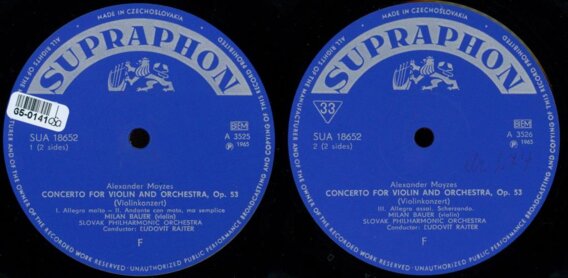 MADE IN CZECHOSLOVAKIA
ALL RIGHTS OF THE MANUFACTURER AND OF THE OWNER OF THE RECORDED WORK RESERVED · UNAUTHORIZED PUBLIC PERFORMANCE BROADCASTING AND COPYING OF THIS RECORD PROHIBITED
SUPRAPHON
G5-0141
SUA 18652
1 (2 sides)
BIEM
A 3525
℗ 1965
Alexander Moyzes
CONCERTO FOR VIOLIN AND ORCHESTRA, Op. 53
(Violinkonzert)
I. Allegro molto – II. Andante con moto, ma semplice
MILAN BAUER (violin)
SLOVAK PHILHARMONIC ORCHESTRA
Conductor: ĽUDOVIT RAJTER
F
MADE IN CZECHOSLOVAKIA
ALL RIGHTS OF THE MANUFACTURER AND OF THE OWNER OF THE RECORDED WORK RESERVED · UNAUTHORIZED PUBLIC PERFORMANCE BROADCASTING AND COPYING OF THIS RECORD PROHIBITED
SUPRAPHON
33
SUA 18652
2 (2 sides)
BIEM
A 3526
℗ 1965
Alexander Moyzes
CONCERTO FOR VIOLIN AND ORCHESTRA, Op. 53
(Violinkonzert)
III. Allegro assai. Scherzando.
MILAN BAUER (violin)
SLOVAK PHILHARMONIC ORCHESTRA
Conductor: ĽUDOVIT RAJTER
F